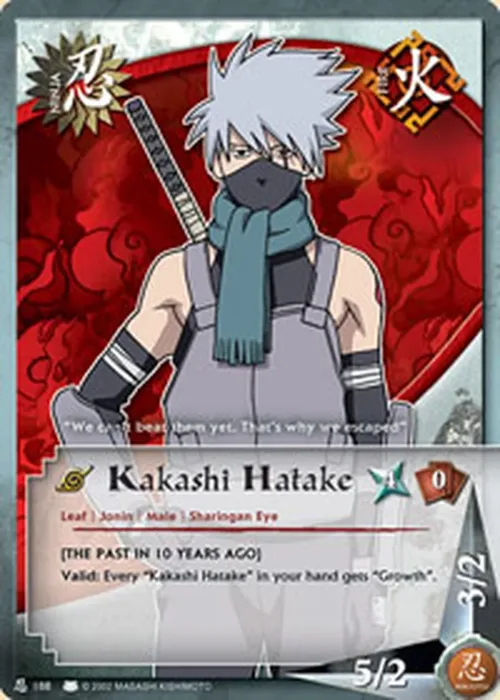 NINJA 忍
FIRE 火
"We can't beat them yet. That's why we escaped"
Kakashi Hatake 4 0
Leaf | Jonin | Male | Sharingan Eye
[THE PAST IN 10 YEARS AGO]
Valid: Every "Kakashi Hatake" in your hand gets "Growth".
3/2
5/2
忍
188 © 2002 MASASHI KISHIMOTO